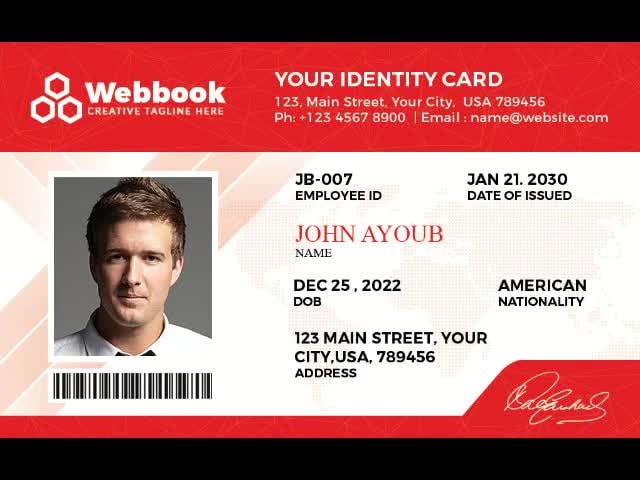 Webbook
CREATIVE TAGLINE HERE
YOUR IDENTITY CARD
123, Main Street, Your City, USA 789456
Ph: +123 4567 8900 | Email : name@website.com
JB-007
EMPLOYEE ID
JAN 21. 2030
DATE OF ISSUED
JOHN AYOUB
NAME
DEC 25 , 2022
DOB
AMERICAN
NATIONALITY
123 MAIN STREET, YOUR
CITY,USA, 789456
ADDRESS